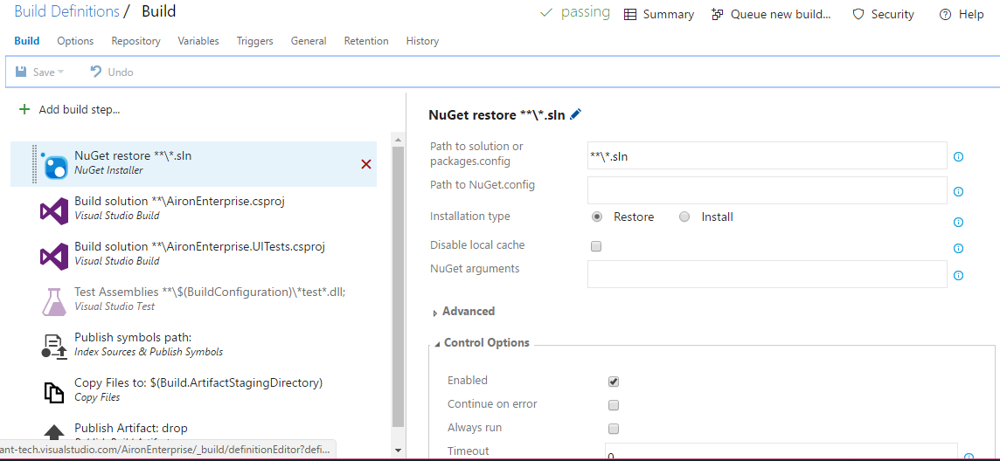 Build Definitions / Build
passing Summary Queue new build... Security Help
Build Options Repository Variables Triggers General Retention History
Save Undo
Add build step...
NuGet restore **\*.sln
NuGet Installer
Build solution **\AironEnterprise.csproj
Visual Studio Build
Build solution **\AironEnterprise.UITests.csproj
Visual Studio Build
Test Assemblies **\$(BuildConfiguration)\*test*.dll;
Visual Studio Test
Publish symbols path:
Index Sources & Publish Symbols
Copy Files to: $(Build.ArtifactStagingDirectory)
Copy Files
Publish Artifact: drop
ant-tech.visualstudio.com/AironEnterprise/_build/definitionEditor?defi...
NuGet restore **\*.sln
Path to solution or
packages.config
**\*.sln
Path to NuGet.config
Installation type Restore Install
Disable local cache
NuGet arguments
Advanced
Control Options
Enabled
Continue on error
Always run
Timeout 0